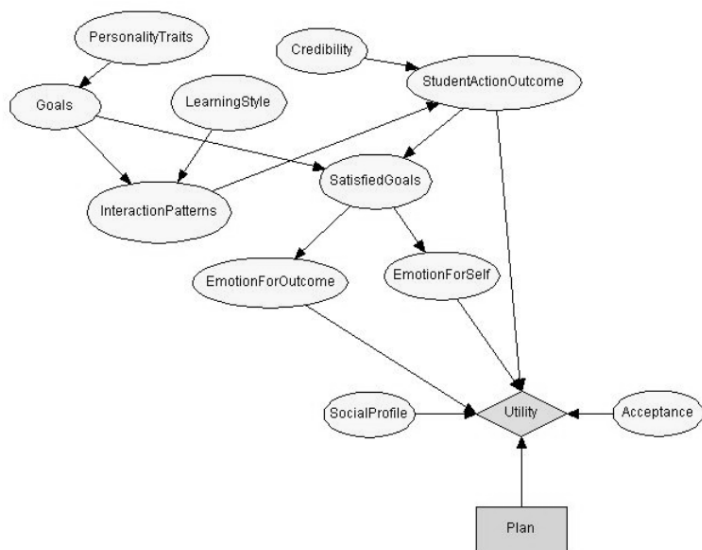 PersonalityTraits
Credibility
StudentActionOutcome
Goals
LearningStyle
SatisfiedGoals
InteractionPatterns
EmotionForOutcome
EmotionForSelf
SocialProfile
Utility
Acceptance
Plan